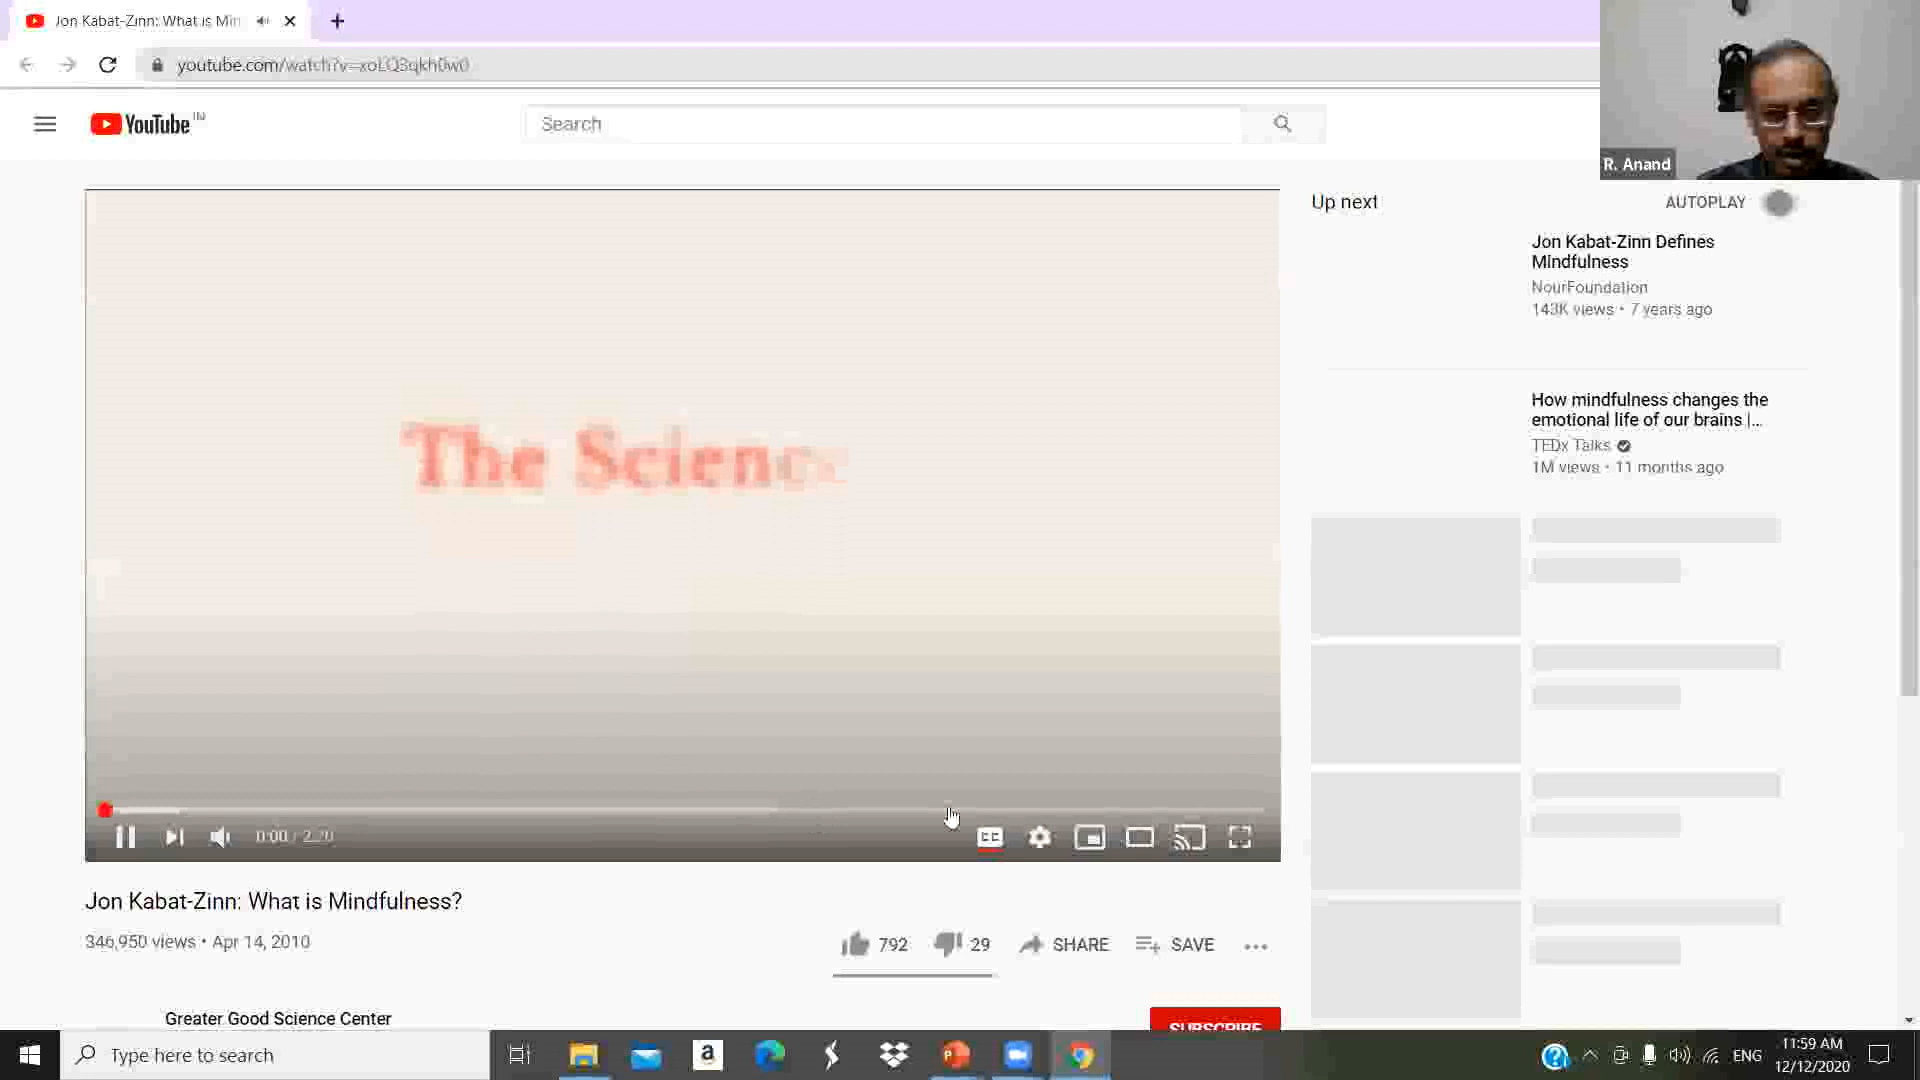 Jon Kabat-Zinn: What is Min
youtube.com/watch?v=xoLQ3qkh0w0
YouTube IN
Search
R. Anand
Up next
AUTOPLAY
Jon Kabat-Zinn Defines
Mindfulness
NourFoundation
143K views • 7 years ago
How mindfulness changes the
emotional life of our brains |...
TEDx Talks
1M views • 11 months ago
The Scienc
0:00 / 2:20
CC
Jon Kabat-Zinn: What is Mindfulness?
346,950 views • Apr 14, 2010
792
29
SHARE
SAVE
Greater Good Science Center
SUBSCRIBE
Type here to search
a
ENG
11:59 AM
12/12/2020